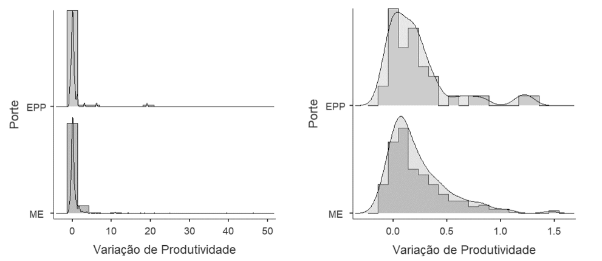 Porte
EPP
ME
0
10
20
30
40
50
Variação de Produtividade
Porte
EPP
ME
0.0
0.5
1.0
1.5
Variação de Produtividade